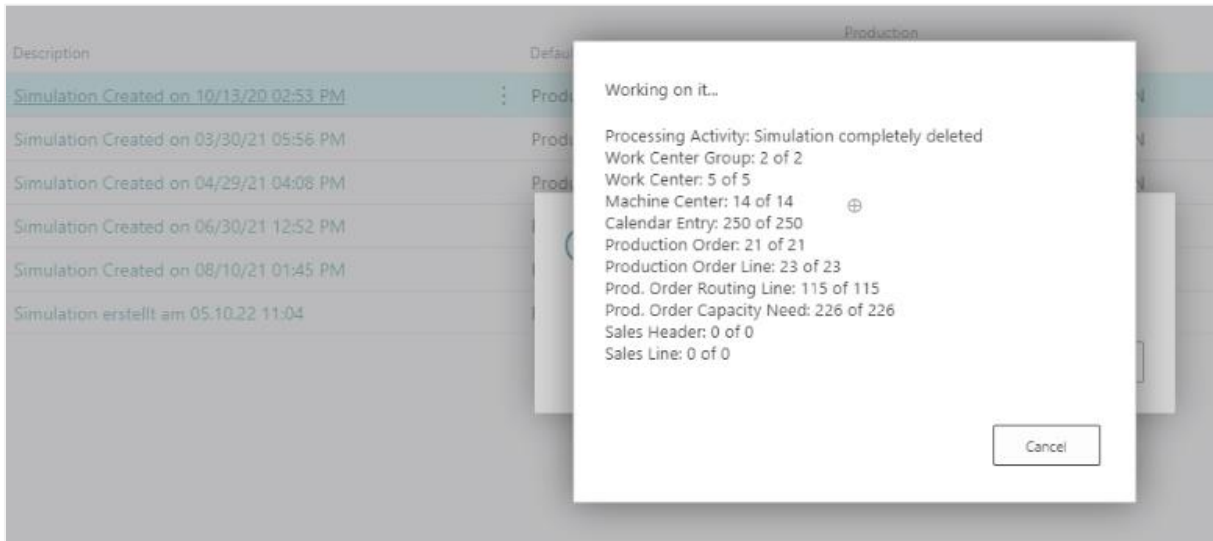 Production
Description
Defaul
Simulation Created on 10/13/20 02:53 PM
Produ
Simulation Created on 03/30/21 05:56 PM
Produ
Simulation Created on 04/29/21 04:08 PM
Produ
Simulation Created on 06/30/21 12:52 PM
Simulation Created on 08/10/21 01:45 PM
Simulation erstellt am 05.10.22 11:04
Working on it...
Processing Activity: Simulation completely deleted
Work Center Group: 2 of 2
Work Center: 5 of 5
Machine Center: 14 of 14
Calendar Entry: 250 of 250
Production Order: 21 of 21
Production Order Line: 23 of 23
Prod. Order Routing Line: 115 of 115
Prod. Order Capacity Need: 226 of 226
Sales Header: 0 of 0
Sales Line: 0 of 0
Cancel